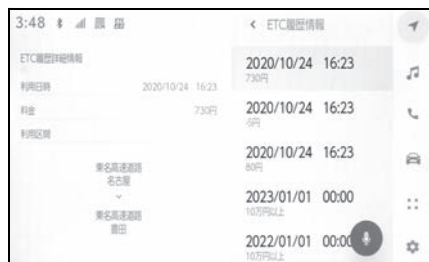 3:48
ETC履歴詳細情報
利用日時 2020/10/24 16:23
料金 730円
利用区間
東名高速道路
名古屋
東名高速道路
豊田
ETC履歴情報
2020/10/24 16:23
730円
2020/10/24 16:23
-5円
2020/10/24 16:23
80円
2023/01/01 00:00
10万円以上
2022/01/01 00:00
10万円以上